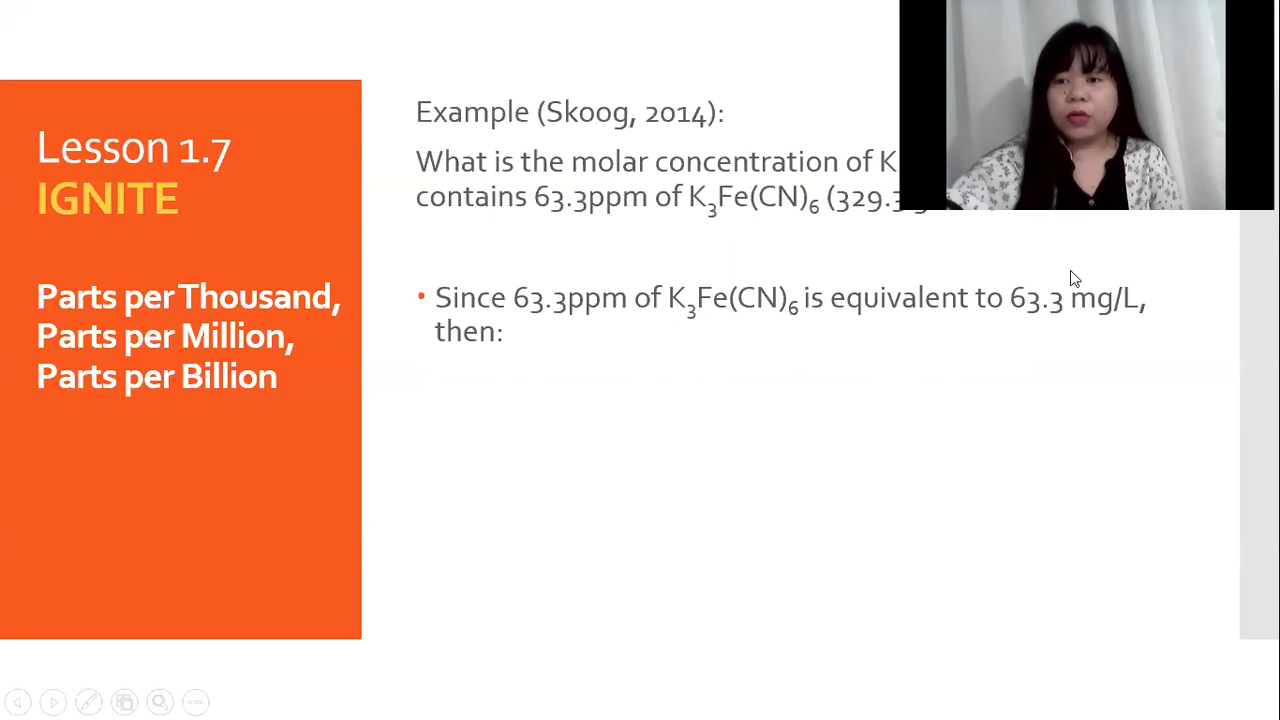 Lesson 1.7
IGNITE
Parts per Thousand,
Parts per Million,
Parts per Billion
Example (Skoog, 2014):
What is the molar concentration of K
contains 63.3ppm of K₃Fe(CN)₆ (329.3
• Since 63.3ppm of K₃Fe(CN)₆ is equivalent to 63.3 mg/L,
then: